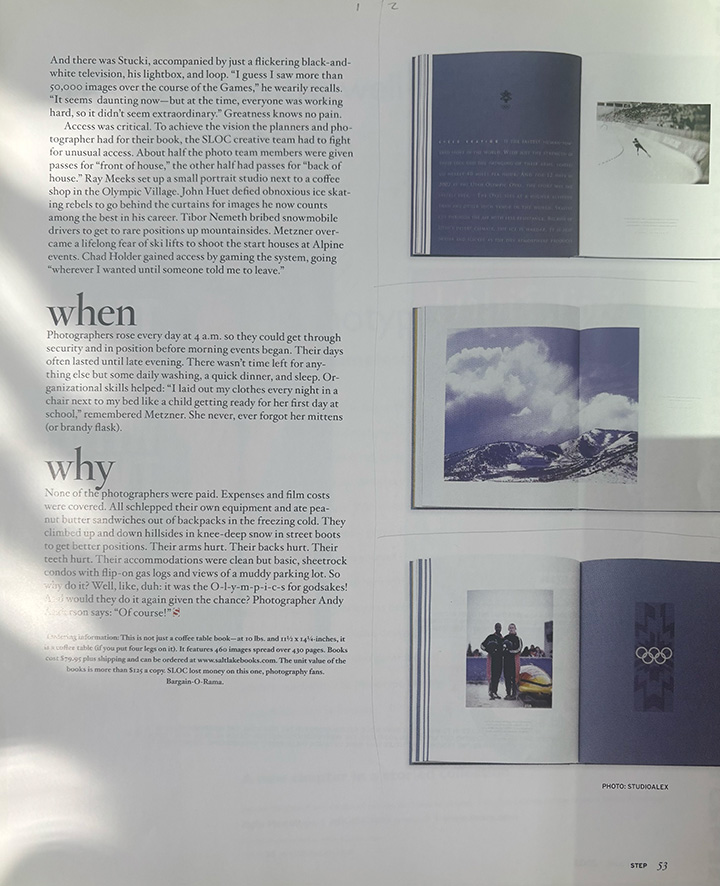 1 2
And there was Stucki, accompanied by just a flickering black-and-
white television, his lightbox, and loop. “I guess I saw more than
50,000 images over the course of the Games,” he wearily recalls.
“It seems daunting now—but at the time, everyone was working
hard, so it didn’t seem extraordinary.” Greatness knows no pain.
Access was critical. To achieve the vision the planners and pho-
tographer had for their book, the SLOC creative team had to fight
for unusual access. About half the photo team members were given
passes for “front of house,” the other half had passes for “back of
house.” Ray Meeks set up a small portrait studio next to a coffee
shop in the Olympic Village. John Huet defied obnoxious ice skat-
ing rebels to go behind the curtains for images he now counts
among the best in his career. Tibor Nemeth bribed snowmobile
drivers to get to rare positions up mountainsides. Metzner over-
came a lifelong fear of ski lifts to shoot the start houses at Alpine
events. Chad Holder gained access by gaming the system, going
“wherever I wanted until someone told me to leave.”
when
Photographers rose every day at 4 a.m. so they could get through
security and in position before morning events began. Their days
often lasted until late evening. There wasn’t time left for any-
thing else but some daily washing, a quick dinner, and sleep. Or-
ganizational skills helped: “I laid out my clothes every night in a
chair next to my bed like a child getting ready for her first day at
school,” remembered Metzner. She never, ever forgot her mittens
(or brandy flask).
why
None of the photographers were paid. Expenses and film costs
were covered. All schlepped their own equipment and ate pea-
nut butter sandwiches out of backpacks in the freezing cold. They
climbed up and down hillsides in knee-deep snow in street boots
to get better positions. Their arms hurt. Their backs hurt. Their
teeth hurt. Their accommodations were clean but basic, sheetrock
condos with flip-on gas logs and views of a muddy parking lot. So
why do it? Well, like, duh: it was the O-l-y-m-p-i-c-s for godsakes!
And would they do it again given the chance? Photographer Andy
says: “Of course!” S
Ordering information: This is not just a coffee table book—at 10 lbs. and 11½ x 14¼-inches, it
is a coffee table (if you put four legs on it). It features 460 images spread over 430 pages. Books
cost $79.95 plus shipping and can be ordered at www.saltlakebooks.com. The unit value of the
books is more than $125 a copy. SLOC lost money on this one, photography fans.
Bargain-O-Rama.
SPEED SKATING
PHOTO: STUDIOALEX
STEP 53